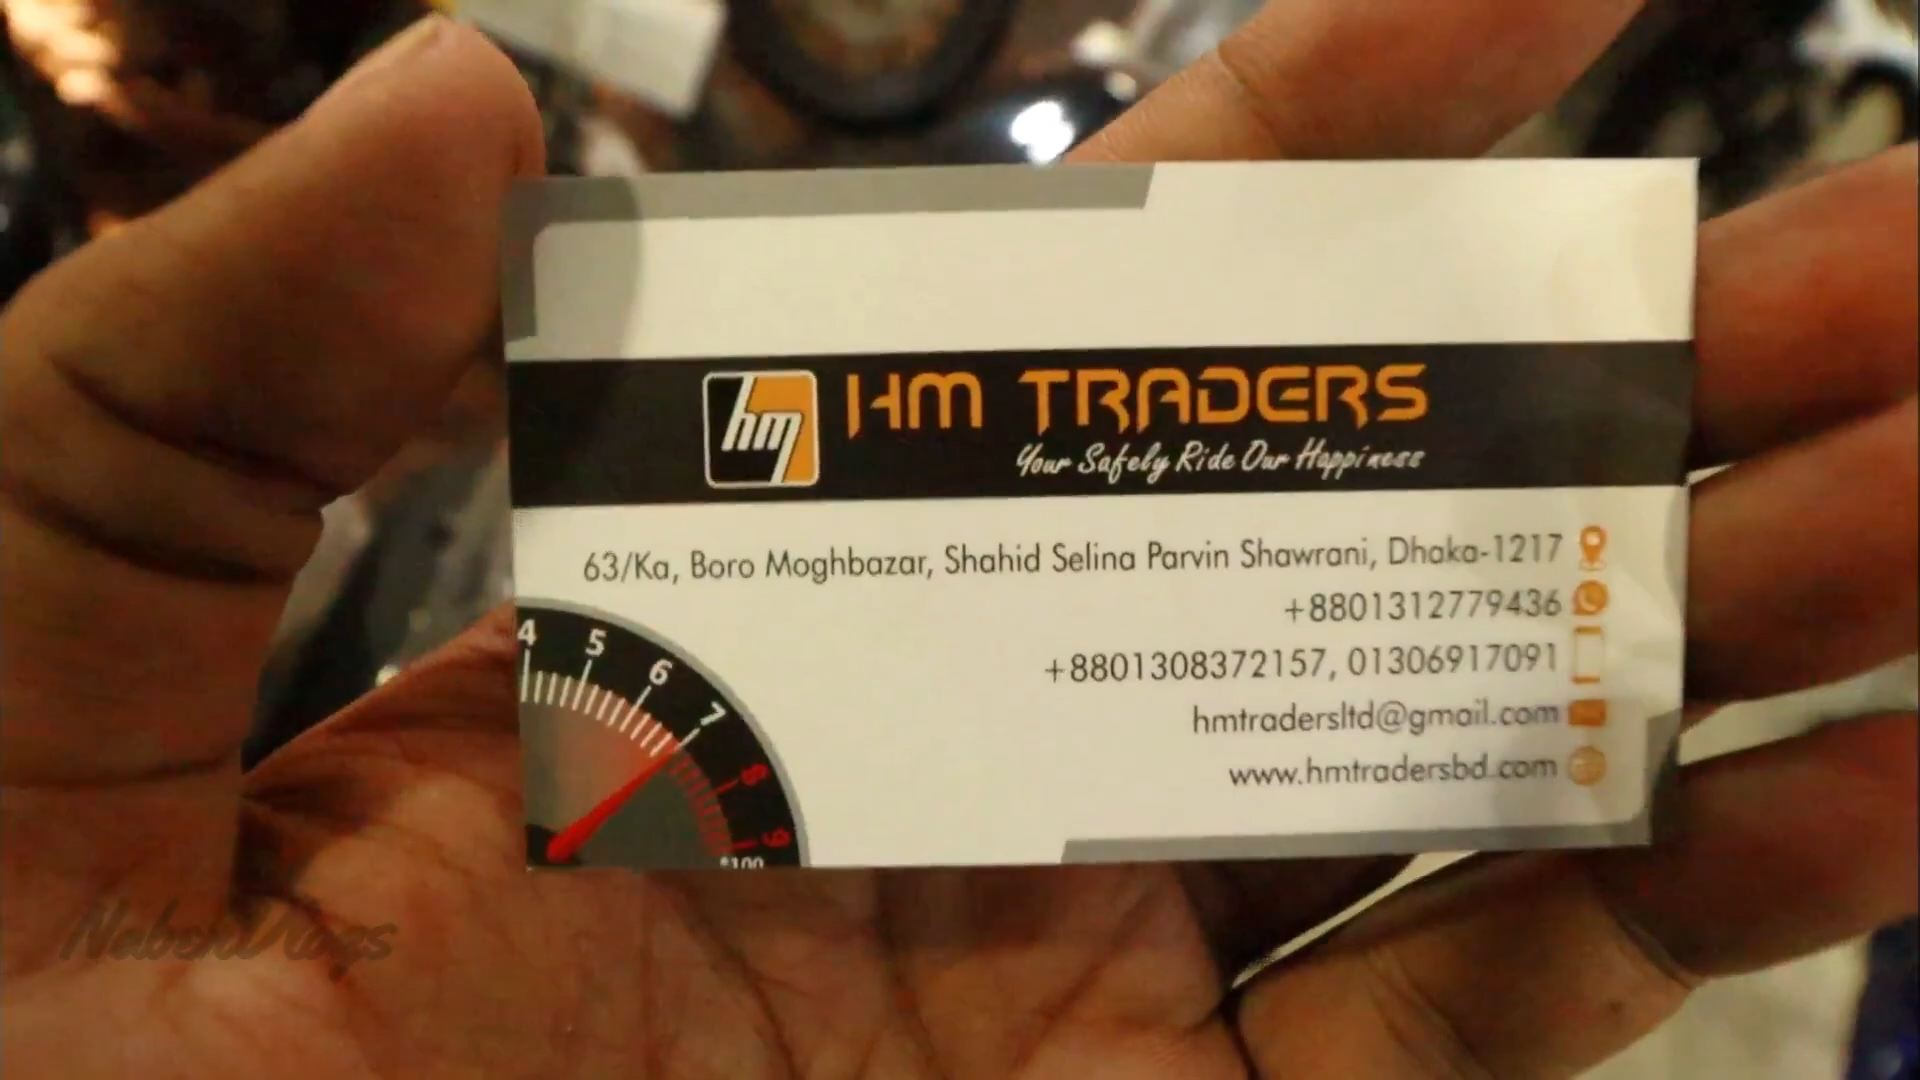 hm HM TRADERS
Your Safely Ride Our Happiness
63/Ka, Boro Moghbazar, Shahid Selina Parvin Shawrani, Dhaka-1217
+8801312779436
+8801308372157, 01306917091
hmtradersltd@gmail.com
www.hmtradersbd.com
4 5 6 7 8 9
NabenVlogs